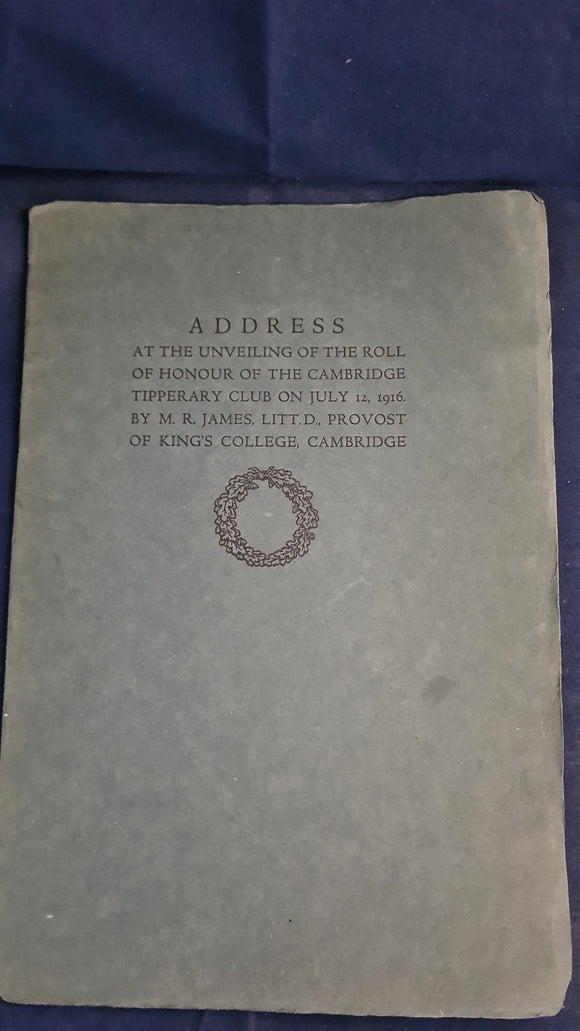 ADDRESS
AT THE UNVEILING OF THE ROLL
OF HONOUR OF THE CAMBRIDGE
TIPPERARY CLUB ON JULY 12, 1916.
BY M. R. JAMES, LITT.D., PROVOST
OF KING'S COLLEGE, CAMBRIDGE